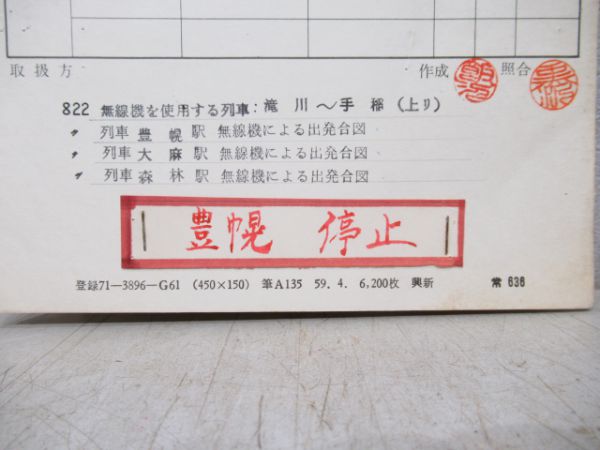 取扱方 作成 照合
822 無線機を使用する列車: 滝川〜手稲(上り)
〃 列車 豊幌 駅 無線機による出発合図
〃 列車 大麻 駅 無線機による出発合図
〃 列車 森林 駅 無線機による出発合図
豊幌 停止
登録71—3896—G61 (450×150) 筆A135 59. 4. 6,200枚 興新 常 636